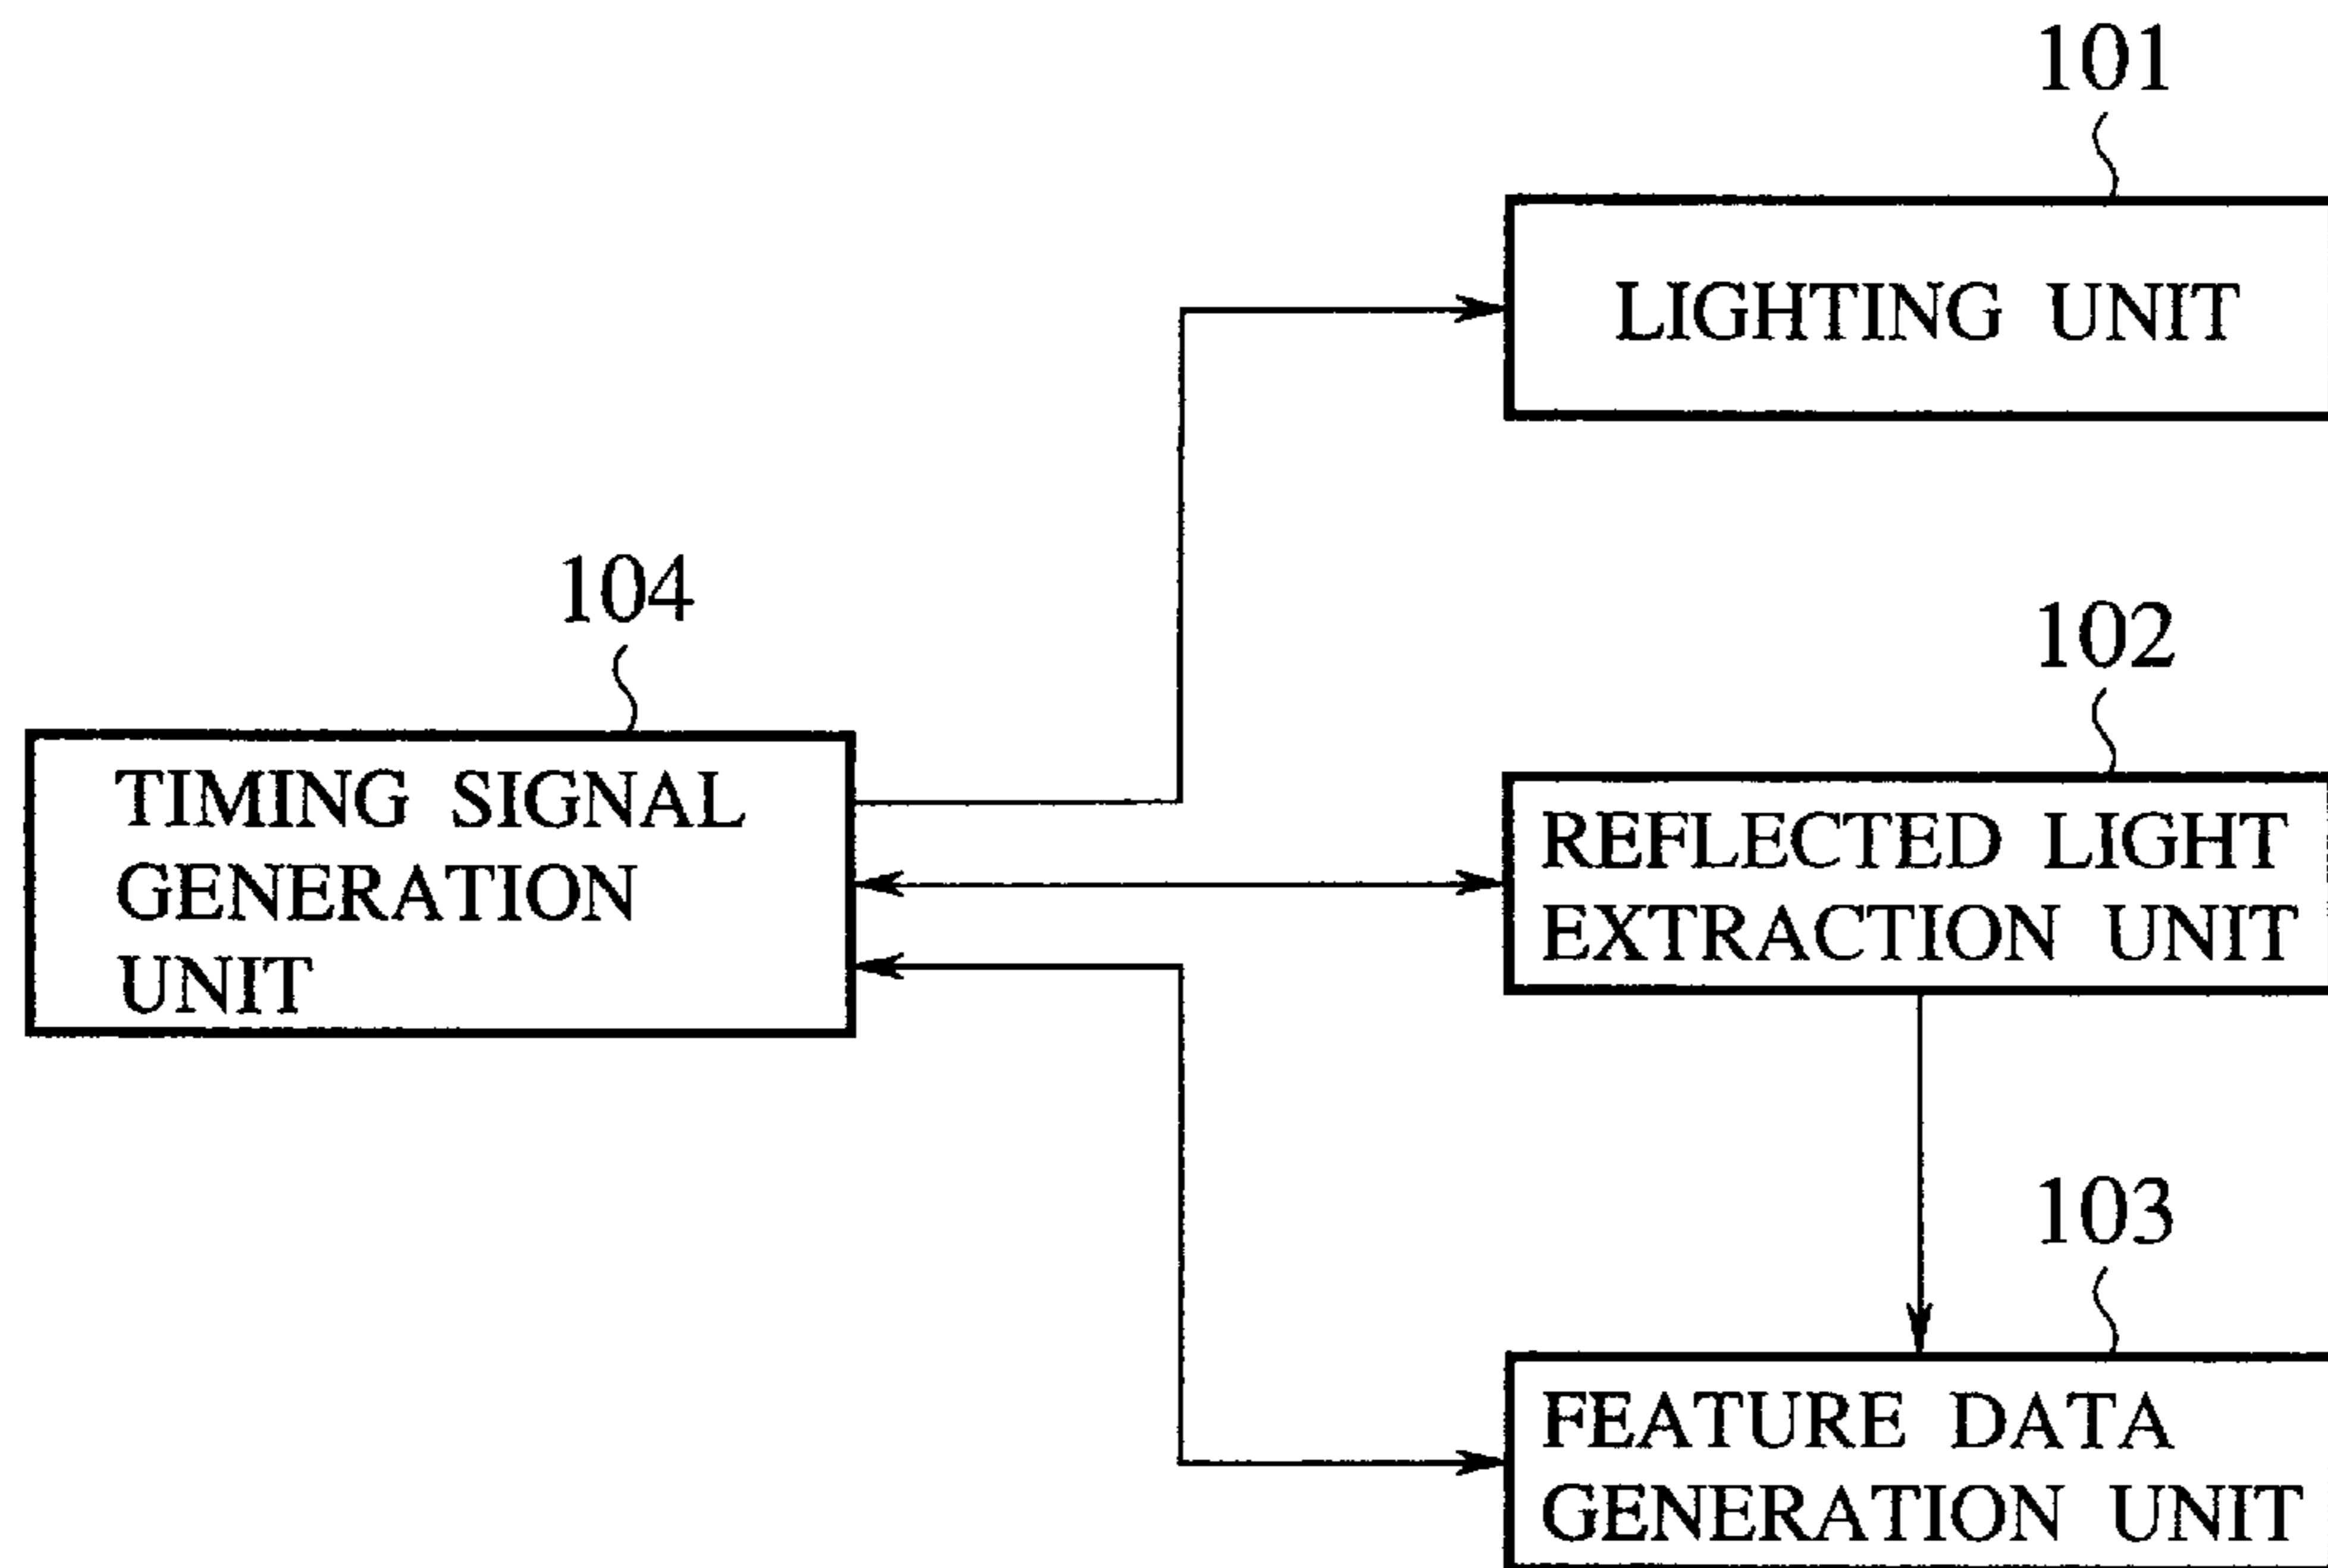 101
LIGHTING UNIT
104
TIMING SIGNAL
GENERATION
UNIT
102
REFLECTED LIGHT
EXTRACTION UNIT
103
FEATURE DATA
GENERATION UNIT